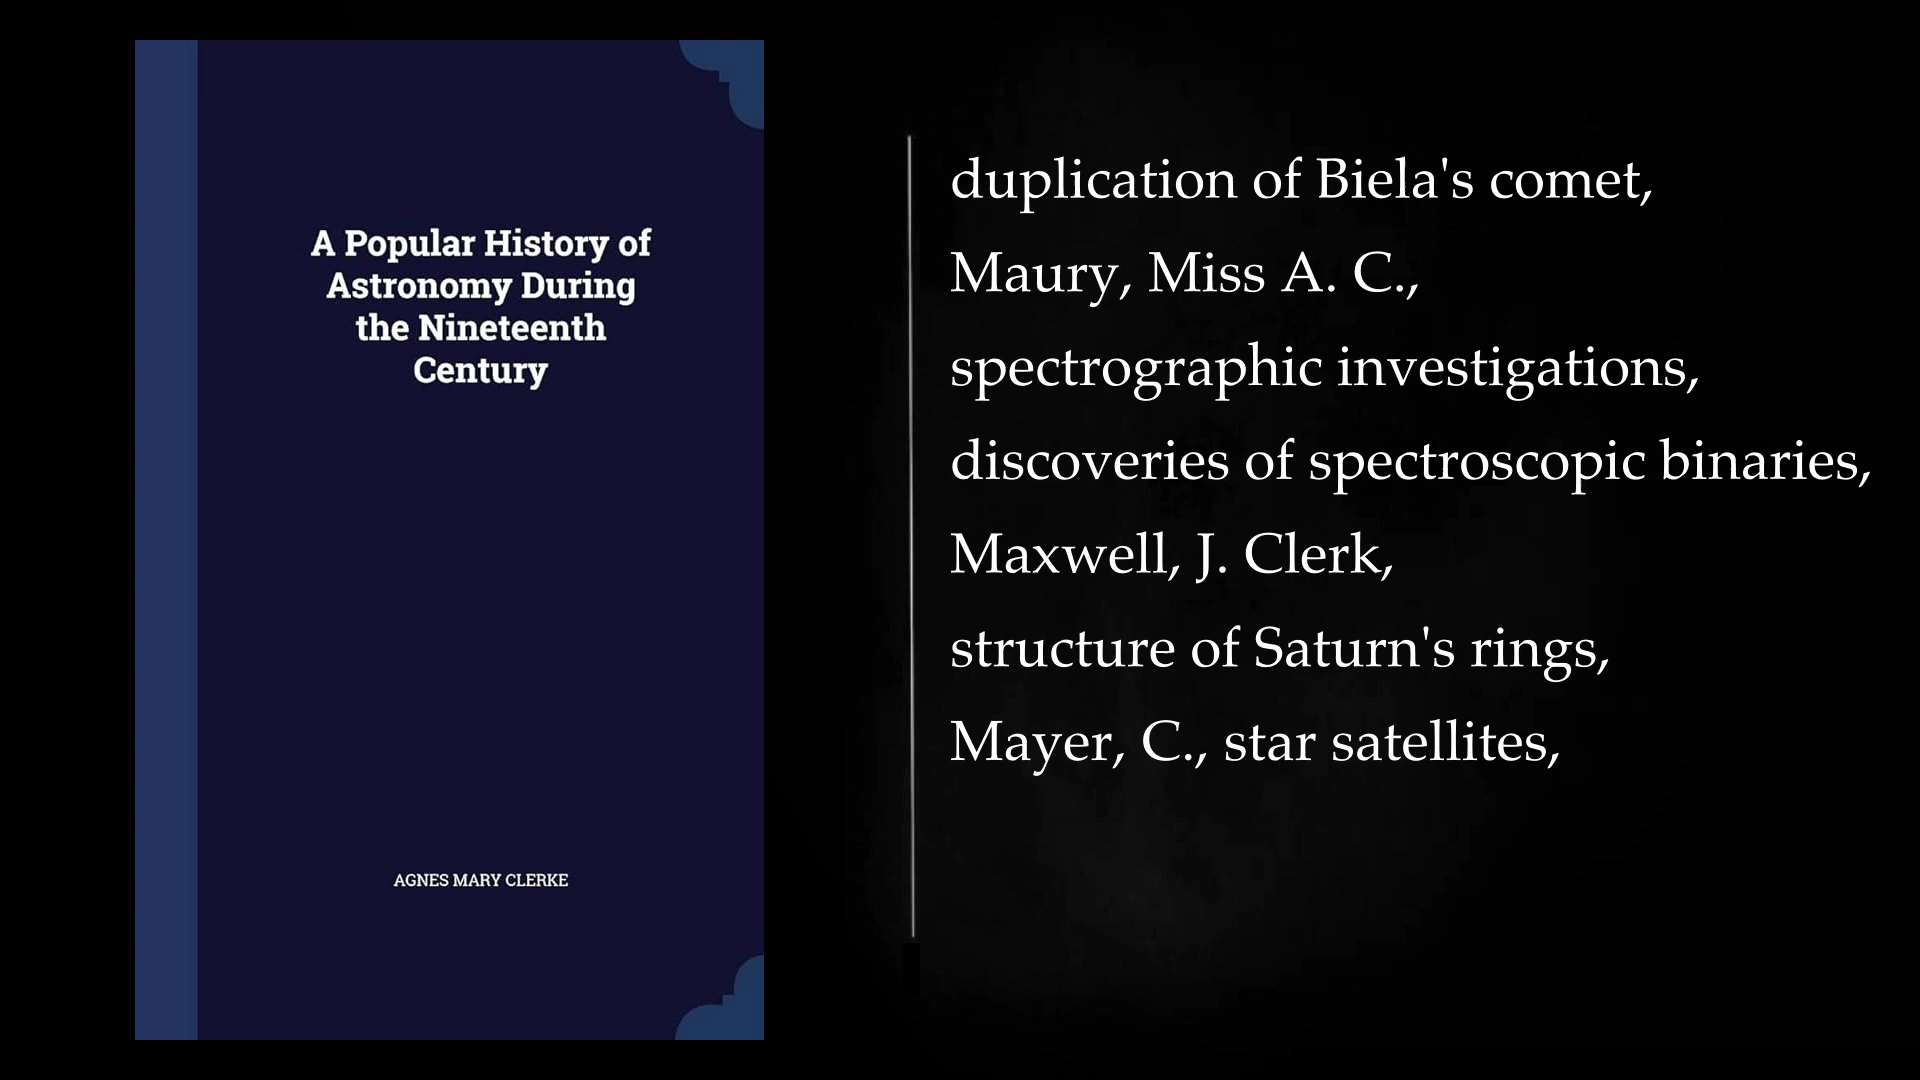 A Popular History of
Astronomy During
the Nineteenth
Century
AGNES MARY CLERKE
duplication of Biela's comet,
Maury, Miss A. C.,
spectrographic investigations,
discoveries of spectroscopic binaries,
Maxwell, J. Clerk,
structure of Saturn's rings,
Mayer, C., star satellites,